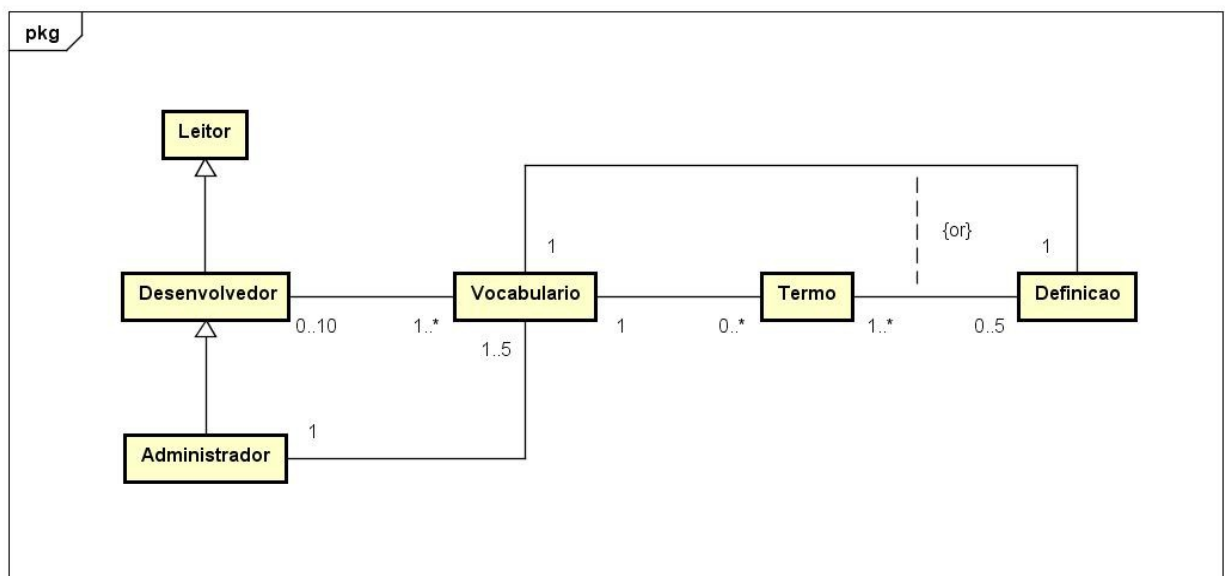 pkg
Leitor
{or}
1
1
Desenvolvedor
Vocabulario
Termo
Definicao
0..10
1..*
1
0..*
1..*
0..5
1..5
1
Administrador